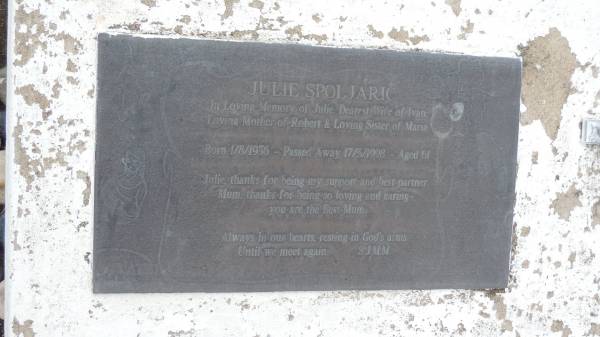 JULIE SPOLJARIC
In Loving Memory of Julie, Dearest Wife of Ivan,
Loving Mother of Robert & Loving Sister of Maria
Born 1/8/1936 - Passed Away 17/5/1998 - Aged 61
Julie, thanks for being my support and best partner
Mum, thanks for being so loving and caring
you are the Best Mum.
Always in our hearts, resting in God's arms
Until we meet again